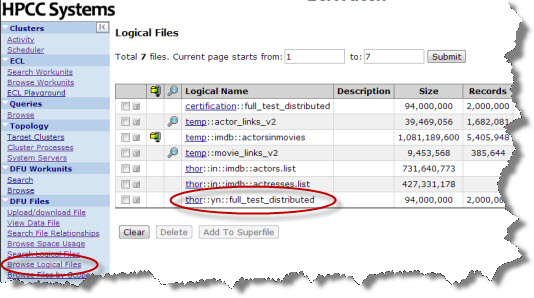 HPCC Systems
Clusters
Activity
Scheduler
ECL
Search Workunits
Browse Workunits
ECL Playground
Queries
Browse
Topology
Target Clusters
Cluster Processes
System Servers
DFU Workunits
Search
Browse
DFU Files
Upload/download File
View Data File
Search File Relationships
Browse Space Usage
Search Logical Files
Browse Logical Files
Browse Files by
Logical Files
Total 7 files. Current page starts from: 1 to: 7 Submit
Logical Name Description Size Records
certification::full_test_distributed 94,000,000 2,000,000
temp::actor_links_v2 39,469,056 1,682,081
temp::imdb::actorsinmovies 1,081,189,600 5,405,948
temp::movie_links_v2 9,453,568 385,644
thor::in::imdb::actors.list 731,640,773
thor::in::imdb::actresses.list 427,331,178
thor::yn::full_test_distributed 94,000,000 2,000,00
Clear Delete Add To Superfile